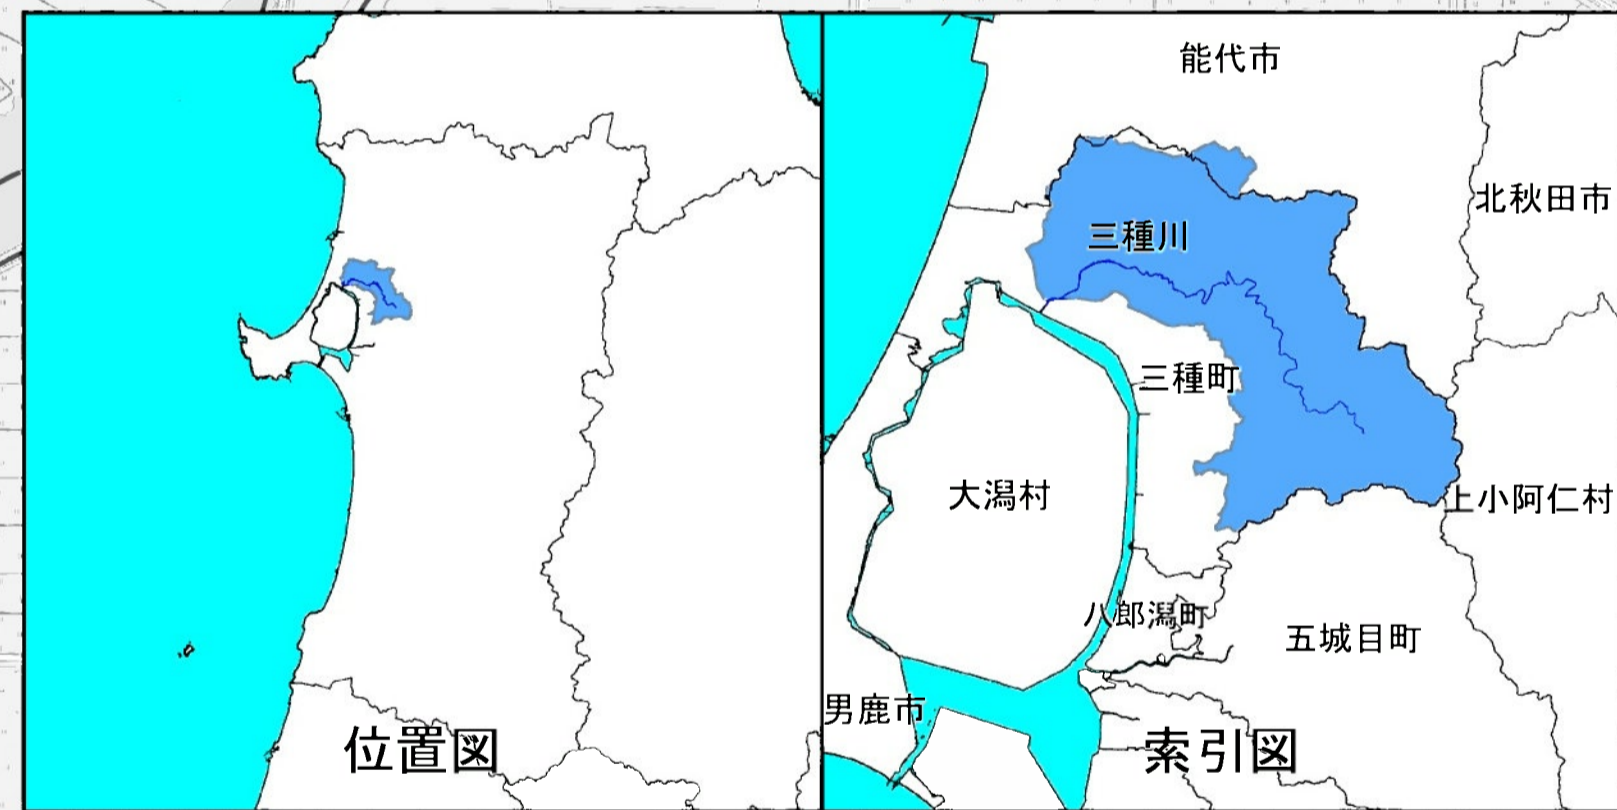 能代市
北秋田市
三種川
三種町
大潟村
上小阿仁村
八郎潟町
五城目町
男鹿市
位置図
索引図